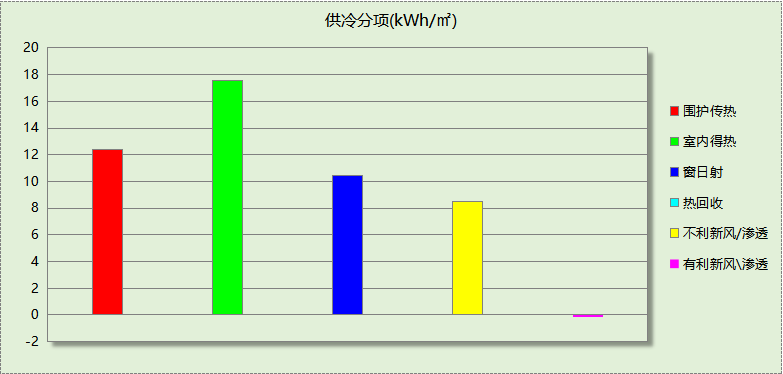 供冷分项(kWh/㎡)
20
18
16
14
12
10
8
6
4
2
0
-2
围护传热
室内得热
窗日射
热回收
不利新风/渗透
有利新风\渗透